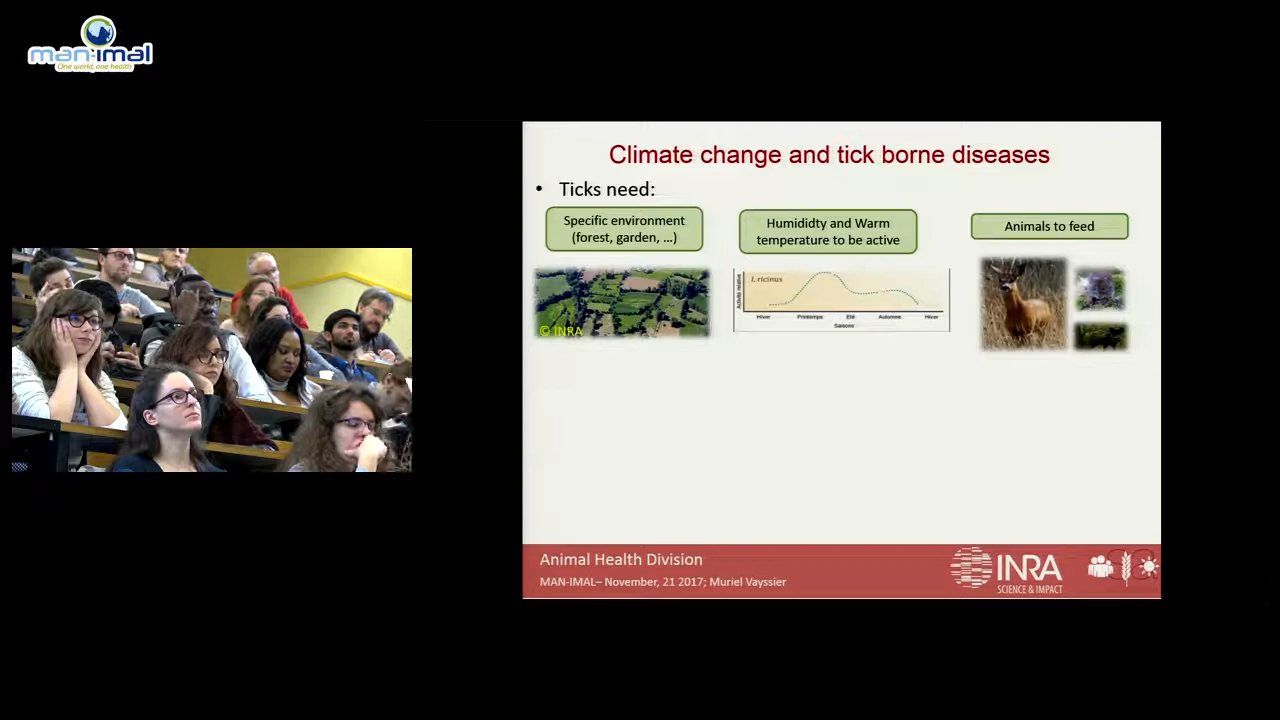 man-imal
One world, one health
Climate change and tick borne diseases
• Ticks need:
Specific environment
(forest, garden, ...)
Humididty and Warm
temperature to be active
Animals to feed
© INRA
I. ricinus
Activité relative
Hiver Printemps Eté Automne Hiver
Saisons
Animal Health Division
MAN-IMAL– November, 21 2017; Muriel Vayssier
INRA
SCIENCE & IMPACT